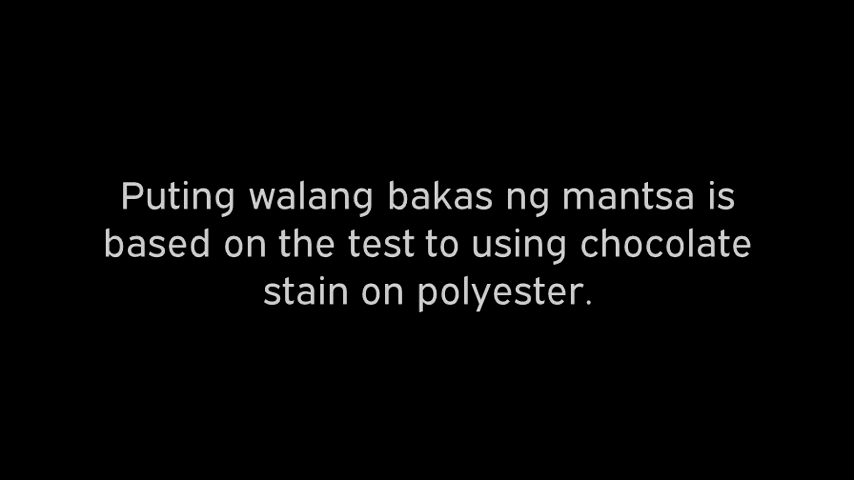 Puting walang bakas ng mantsa is
based on the test to using chocolate
stain on polyester.